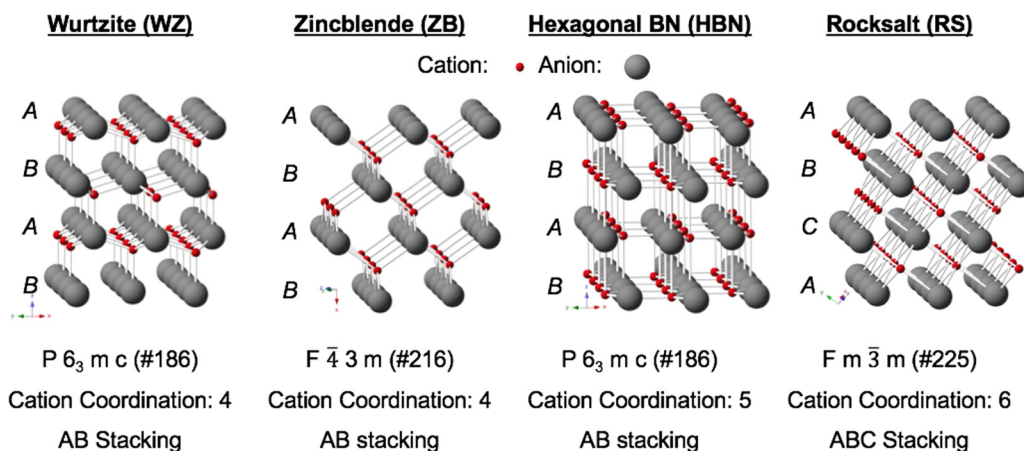 Wurtzite (WZ) Zincblende (ZB) Hexagonal BN (HBN) Rocksalt (RS)
Cation: Anion:
A A A A
B B B B
A A A C
B B B A
P 6₃ m c (#186) F 4̅ 3 m (#216) P 6₃ m c (#186) F m 3̅ m (#225)
Cation Coordination: 4 Cation Coordination: 4 Cation Coordination: 5 Cation Coordination: 6
AB Stacking AB stacking AB stacking ABC Stacking